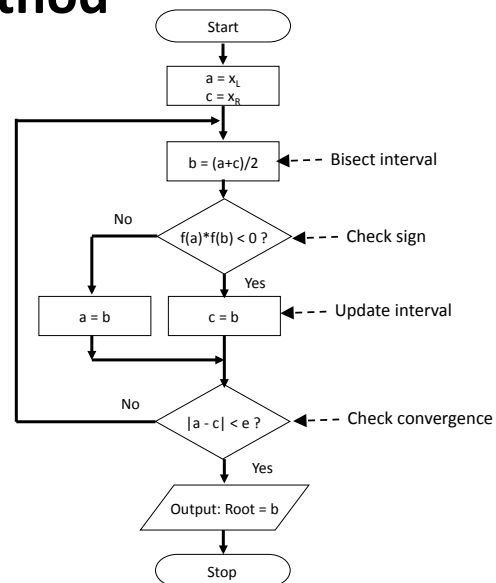 Start
a = xL
c = xR
b = (a+c)/2
Bisect interval
No
f(a)*f(b) < 0 ?
Check sign
Yes
a = b
c = b
Update interval
No
|a - c| < e ?
Check convergence
Yes
Output: Root = b
Stop